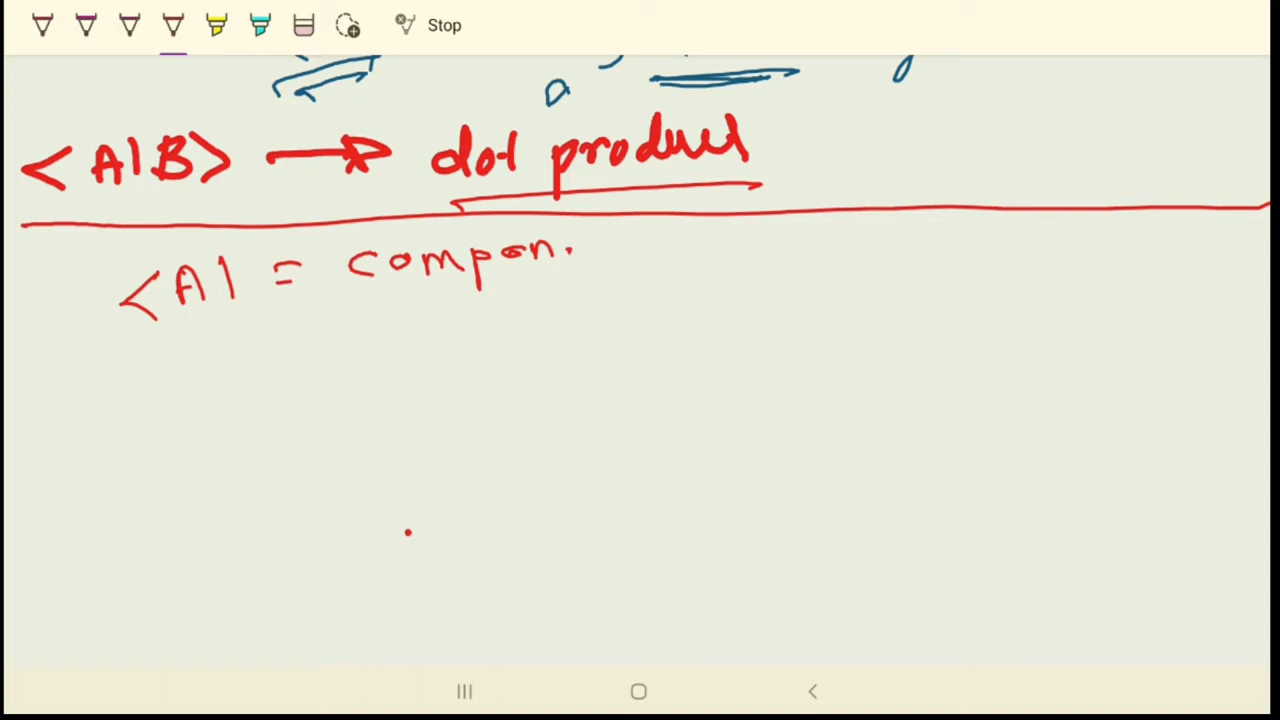 Stop
<A|B> → dot product
<A| = compon.